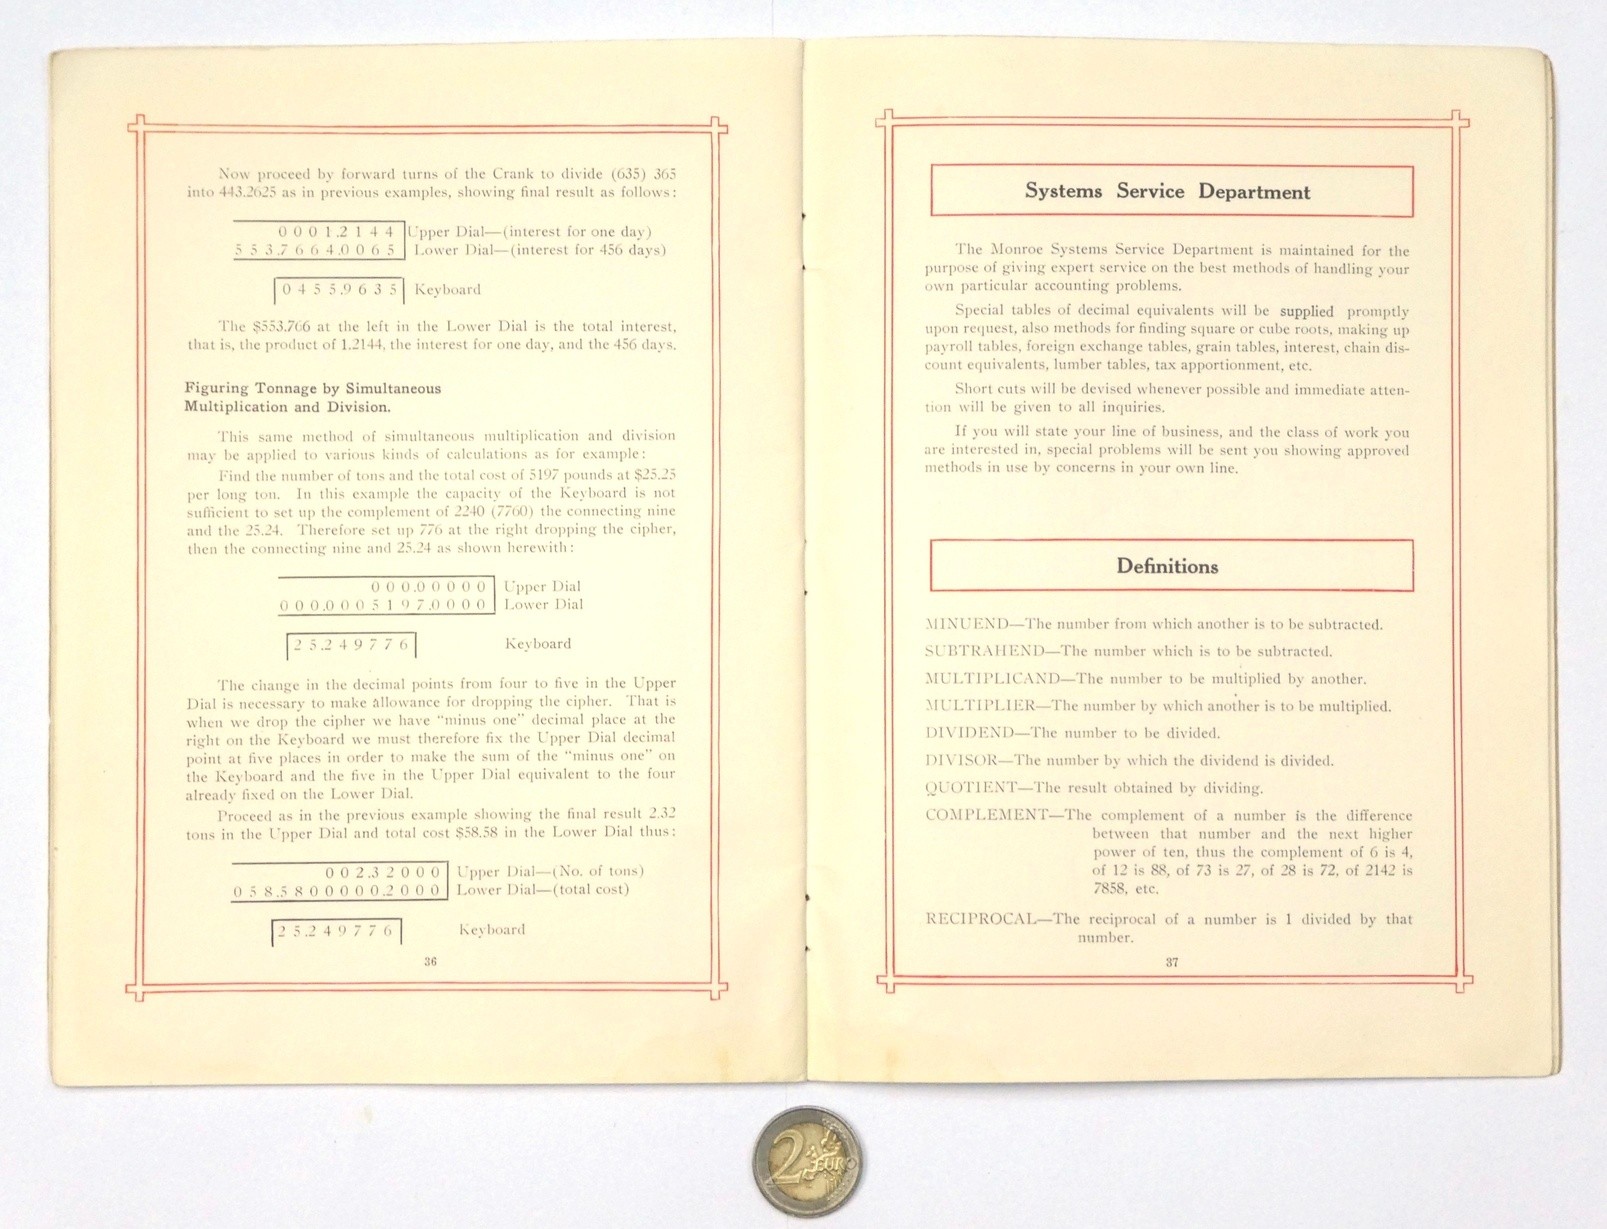 Now proceed by forward turns of the Crank to divide (635) 365
into 443.2625 as in previous examples, showing final result as follows:
0 0 0 1.2 1 4 4 Upper Dial—(interest for one day)
5 5 3.7 6 6 4.0 0 6 5 Lower Dial—(interest for 456 days)
0 4 5 5.9 6 3 5 Keyboard
The $553.766 at the left in the Lower Dial is the total interest,
that is, the product of 1.2144, the interest for one day, and the 456 days.
Figuring Tonnage by Simultaneous
Multiplication and Division.
This same method of simultaneous multiplication and division
may be applied to various kinds of calculations as for example:
Find the number of tons and the total cost of 5197 pounds at $25.25
per long ton. In this example the capacity of the Keyboard is not
sufficient to set up the complement of 2240 (7760) the connecting nine
and the 25.24. Therefore set up 776 at the right dropping the cipher,
then the connecting nine and 25.24 as shown herewith:
0 0 0.0 0 0 0 0 Upper Dial
0 0 0.0 0 0 5 1 9 7.0 0 0 0 Lower Dial
2 5.2 4 9 7 7 6 Keyboard
The change in the decimal points from four to five in the Upper
Dial is necessary to make allowance for dropping the cipher. That is
when we drop the cipher we have "minus one" decimal place at the
right on the Keyboard we must therefore fix the Upper Dial decimal
point at five places in order to make the sum of the "minus one" on
the Keyboard and the five in the Upper Dial equivalent to the four
already fixed on the Lower Dial.
Proceed as in the previous example showing the final result 2.32
tons in the Upper Dial and total cost $58.58 in the Lower Dial thus:
0 0 2.3 2 0 0 0 Upper Dial—(No. of tons)
0 5 8.5 8 0 0 0 0 0.2 0 0 0 Lower Dial—(total cost)
2 5.2 4 9 7 7 6 Keyboard
36
Systems Service Department
The Monroe Systems Service Department is maintained for the
purpose of giving expert service on the best methods of handling your
own particular accounting problems.
Special tables of decimal equivalents will be supplied promptly
upon request, also methods for finding square or cube roots, making up
payroll tables, foreign exchange tables, grain tables, interest, chain dis-
count equivalents, lumber tables, tax apportionment, etc.
Short cuts will be devised whenever possible and immediate atten-
tion will be given to all inquiries.
If you will state your line of business, and the class of work you
are interested in, special problems will be sent you showing approved
methods in use by concerns in your own line.
Definitions
MINUEND—The number from which another is to be subtracted.
SUBTRAHEND—The number which is to be subtracted.
MULTIPLICAND—The number to be multiplied by another.
MULTIPLIER—The number by which another is to be multiplied.
DIVIDEND—The number to be divided.
DIVISOR—The number by which the dividend is divided.
QUOTIENT—The result obtained by dividing.
COMPLEMENT—The complement of a number is the difference
between that number and the next higher
power of ten, thus the complement of 6 is 4,
of 12 is 88, of 73 is 27, of 28 is 72, of 2142 is
7858, etc.
RECIPROCAL—The reciprocal of a number is 1 divided by that
number.
37
2 EURO